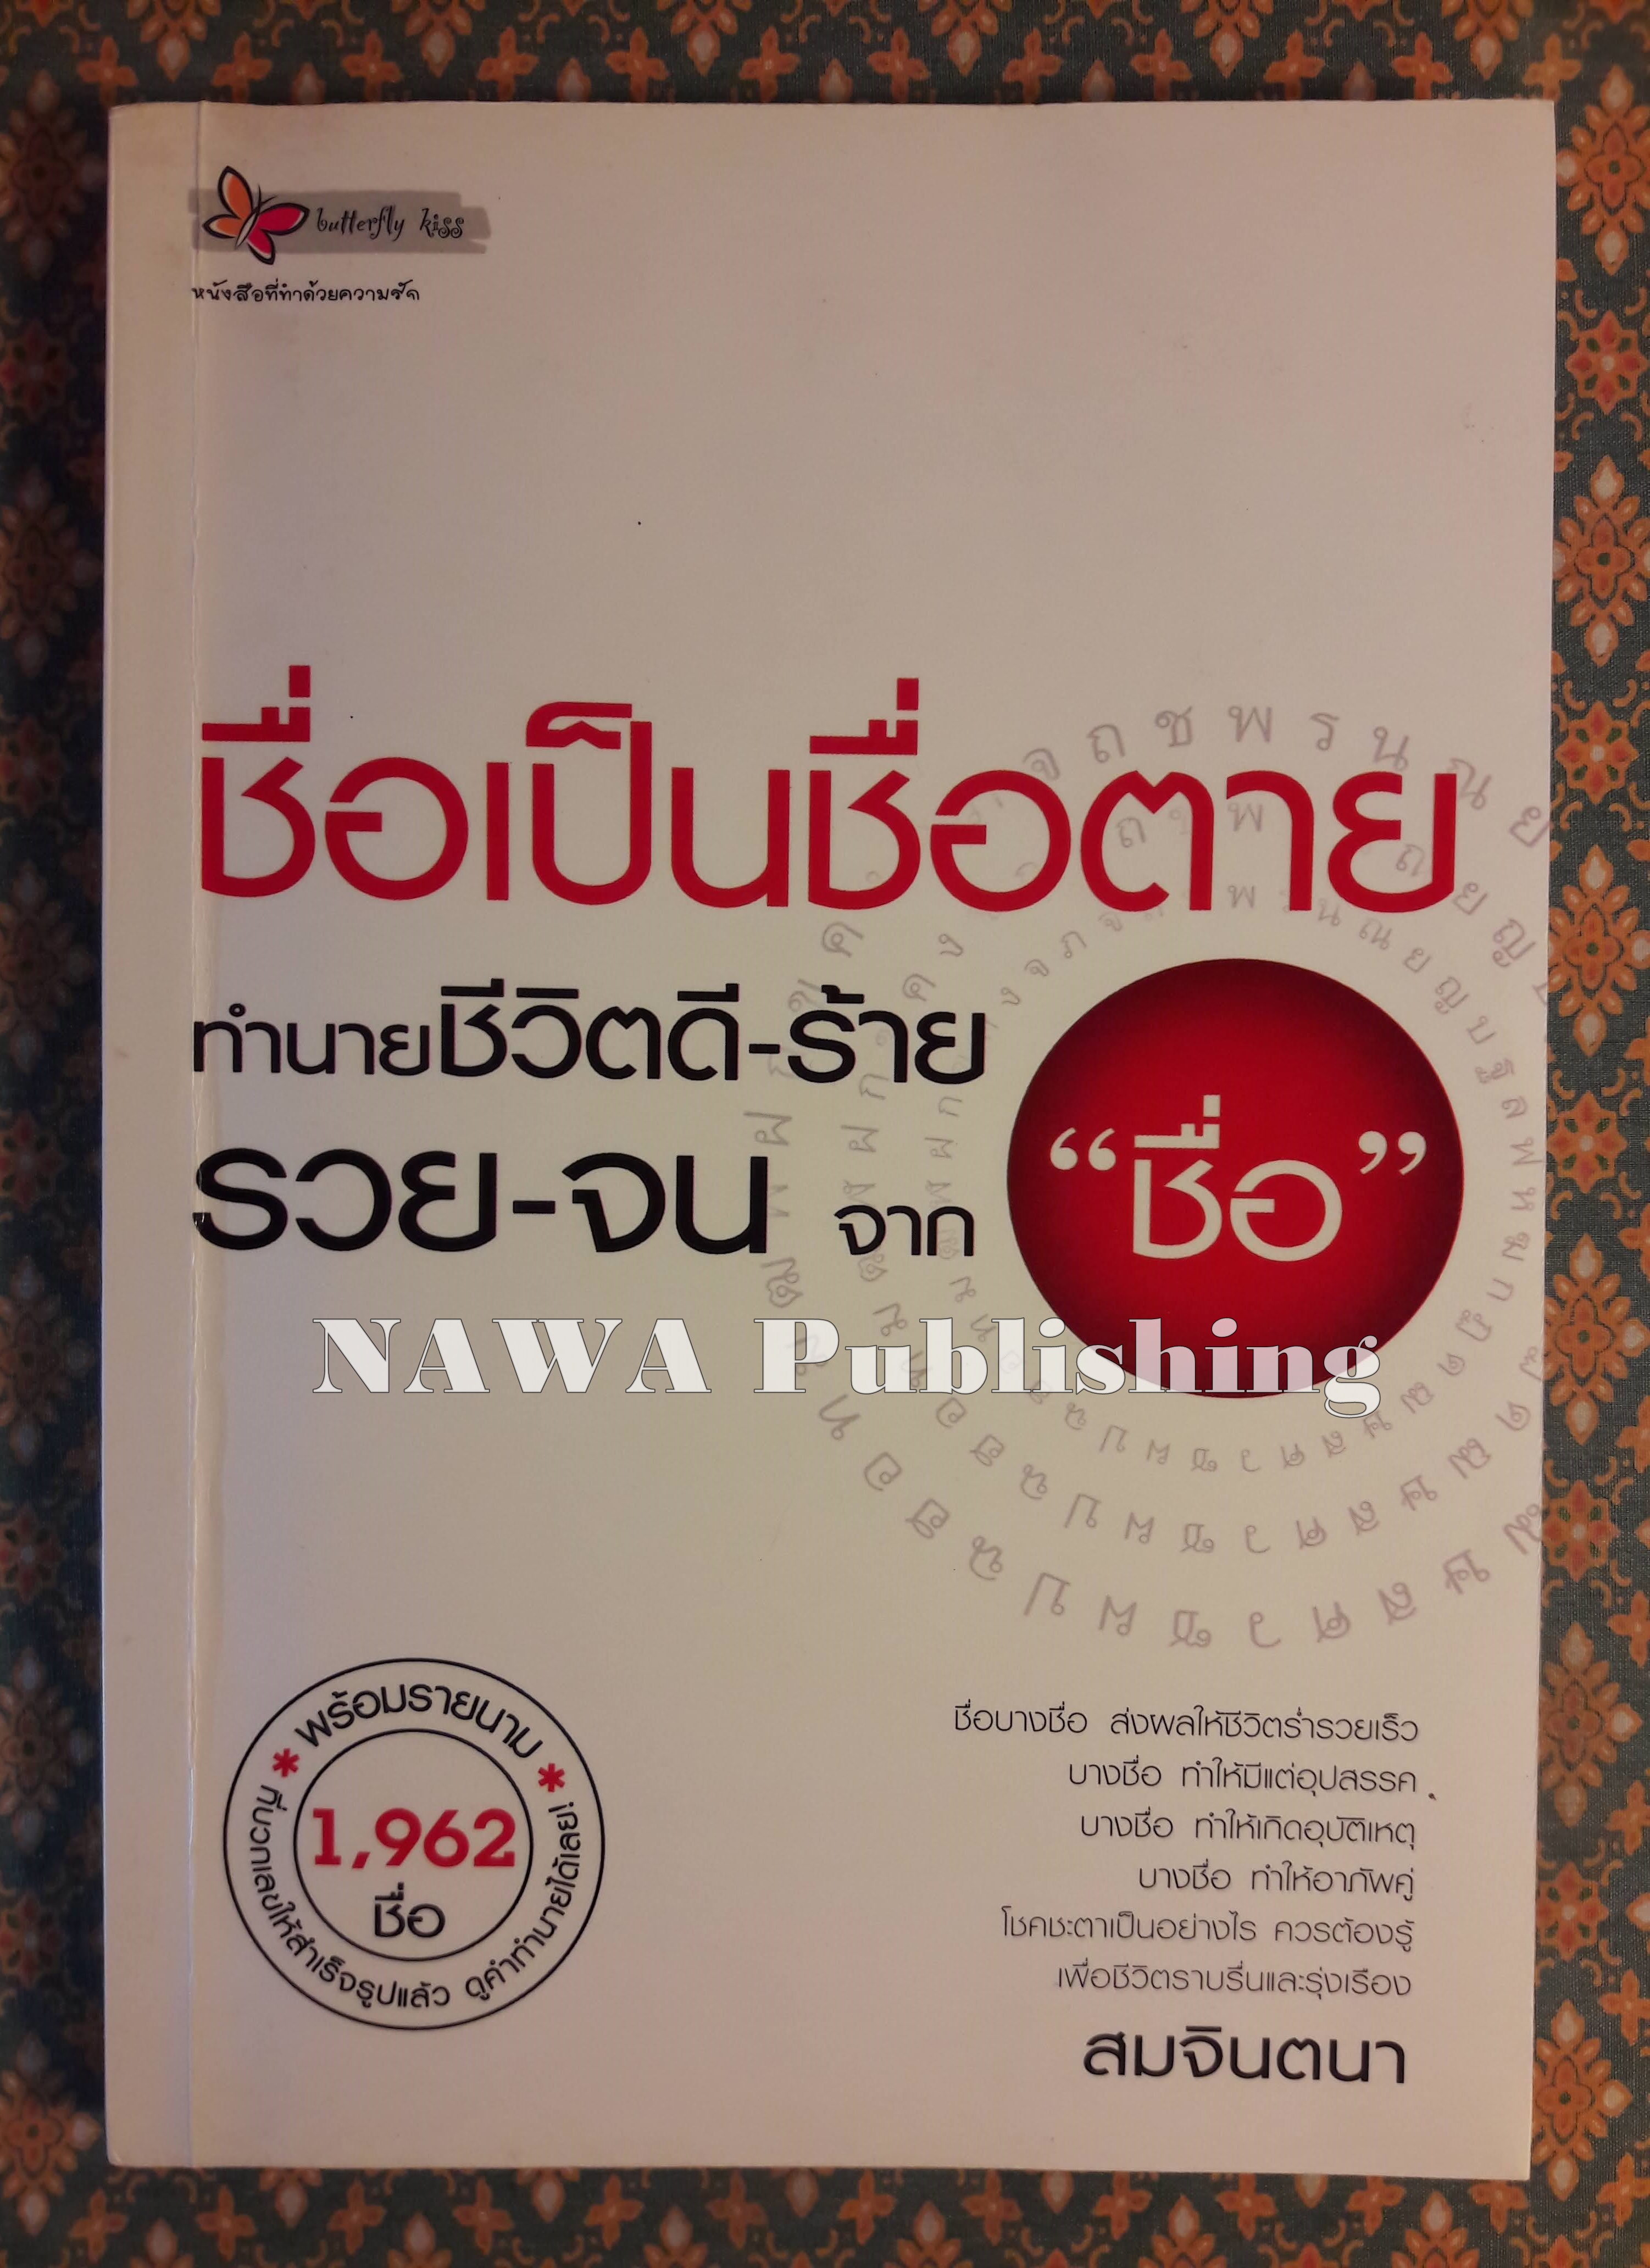 butterfly kiss
หนังสือที่ทำด้วยความรัก
ชื่อเป็นชื่อตาย
ทำนายชีวิตดี-ร้าย
รวย-จน จาก
“ชื่อ”
NAWA Publishing
* พร้อมรายนาม *
1,962
ชื่อ
ที่บวกเลขให้สำเร็จรูปแล้ว ดูคำทำนายได้เลย!
ชื่อบางชื่อ ส่งผลให้ชีวิตร่ำรวยเร็ว
บางชื่อ ทำให้มีแต่อุปสรรค
บางชื่อ ทำให้เกิดอุบัติเหตุ
บางชื่อ ทำให้อาภัพคู่
โชคชะตาเป็นอย่างไร ควรต้องรู้
เพื่อชีวิตราบรื่นและรุ่งเรือง
สมจินตนา